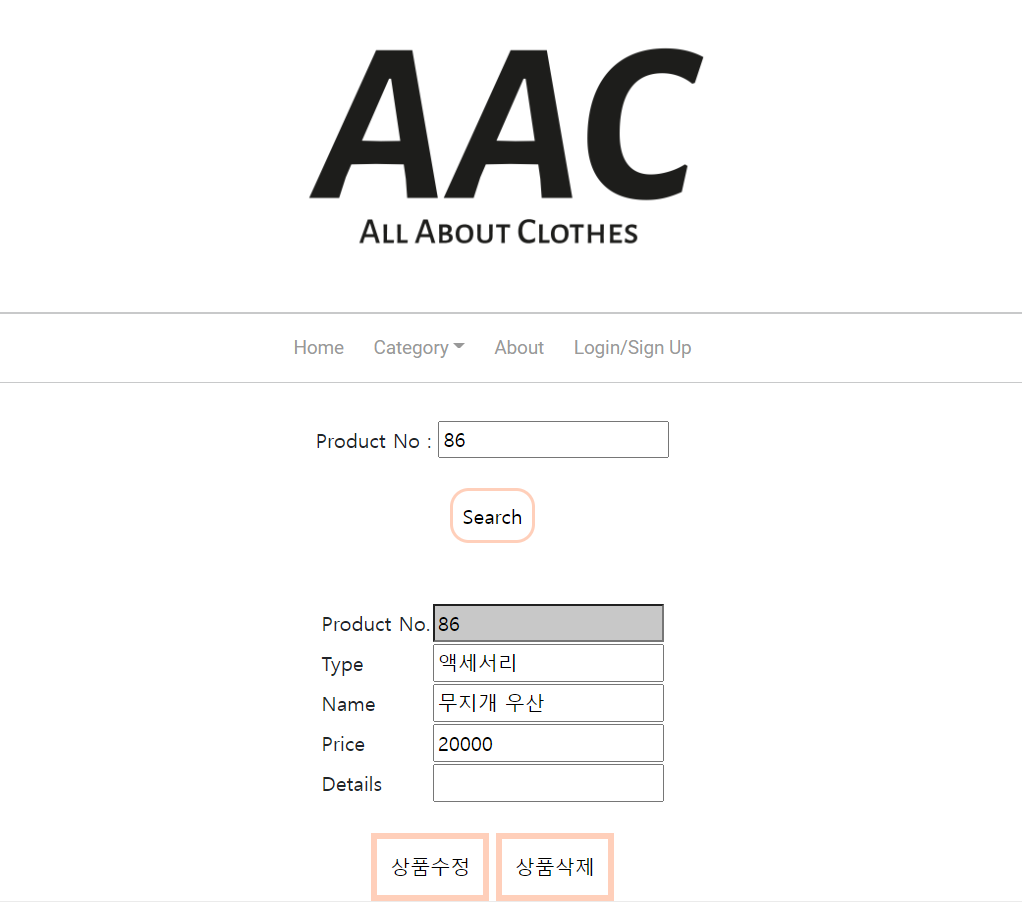 AAC
ALL ABOUT CLOTHES
Home Category About Login/Sign Up
Product No : 86
Search
Product No. 86
Type 액세서리
Name 무지개 우산
Price 20000
Details
상품수정 상품삭제